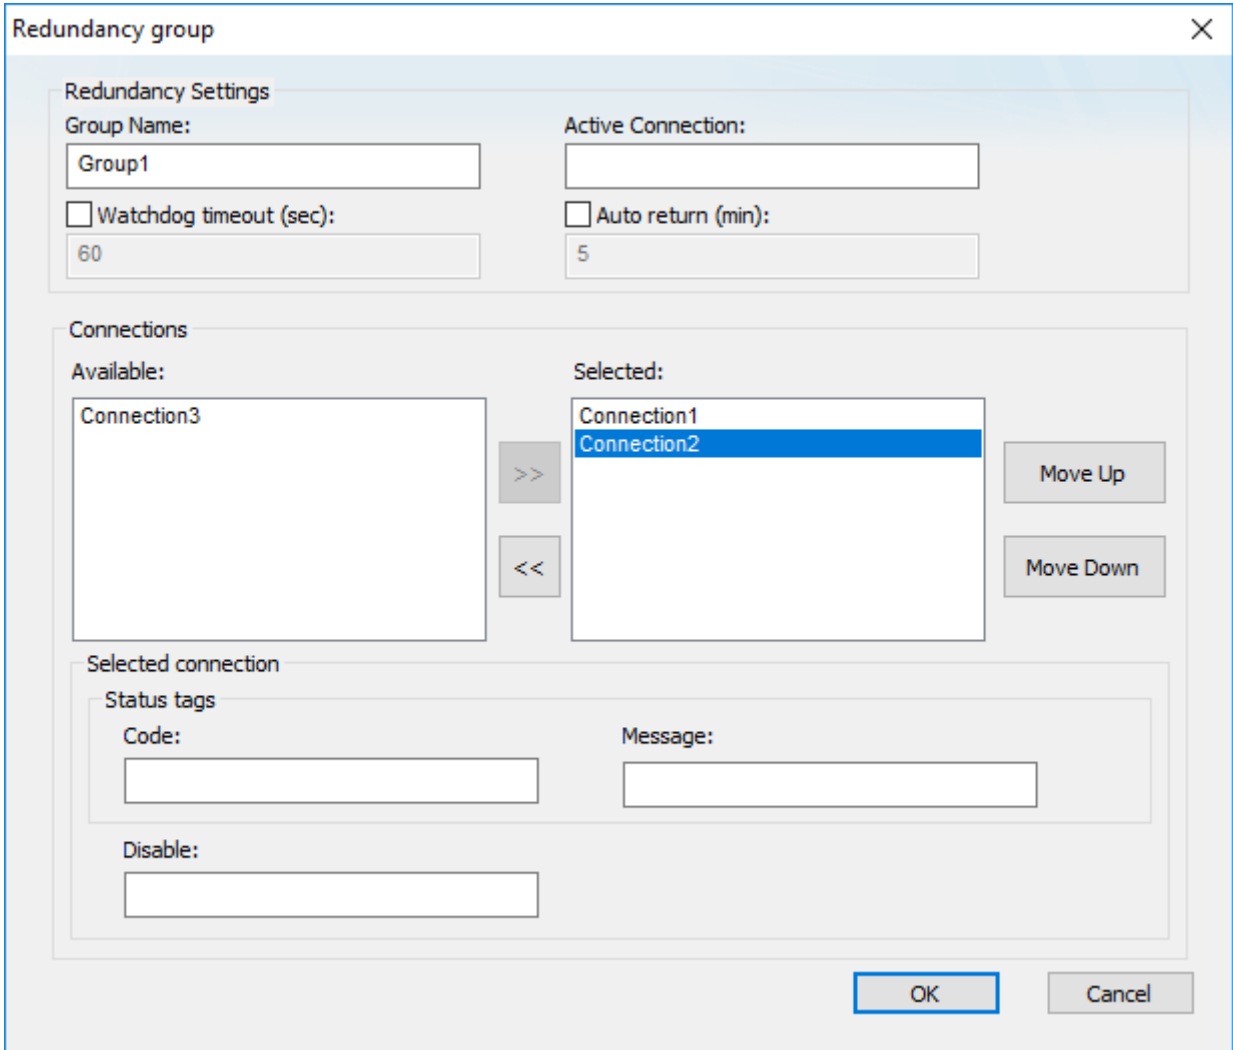 Redundancy group
Redundancy Settings
Group Name:
Active Connection:
Group1
Watchdog timeout (sec):
Auto return (min):
60
5
Connections
Available:
Selected:
Connection3
Connection1
Connection2
>>
<<
Move Up
Move Down
Selected connection
Status tags
Code:
Message:
Disable:
OK
Cancel